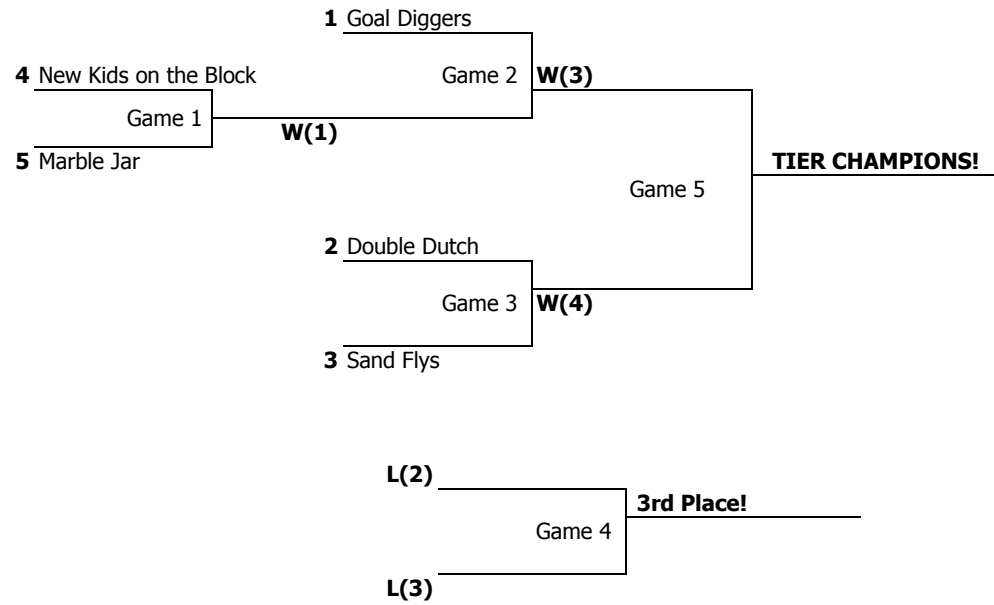 1 Goal Diggers
4 New Kids on the Block
Game 2
W(3)
Game 1
W(1)
5 Marble Jar
TIER CHAMPIONS!
Game 5
2 Double Dutch
Game 3
W(4)
3 Sand Flys
L(2)
3rd Place!
Game 4
L(3)